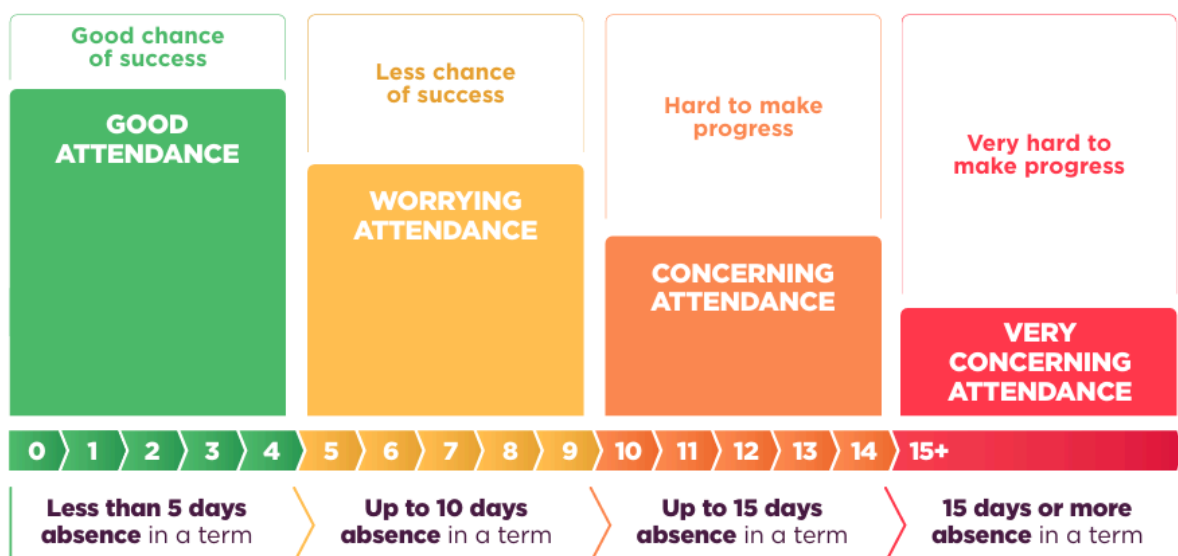 Good chance
of success
GOOD
ATTENDANCE
Less chance
of success
WORRYING
ATTENDANCE
Hard to make
progress
CONCERNING
ATTENDANCE
Very hard to
make progress
VERY
CONCERNING
ATTENDANCE
0 1 2 3 4 5 6 7 8 9 10 11 12 13 14 15+
Less than 5 days
absence in a term
Up to 10 days
absence in a term
Up to 15 days
absence in a term
15 days or more
absence in a term